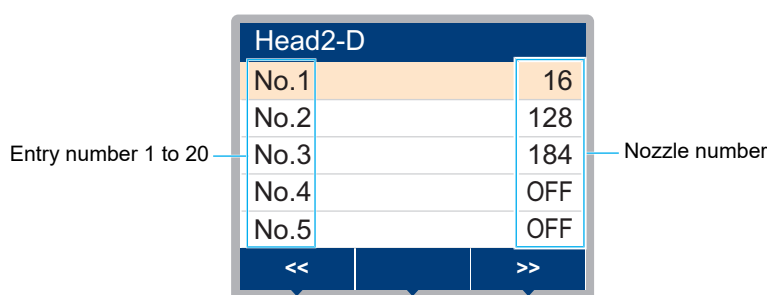 Head2-D
No.1 16
No.2 128
Entry number 1 to 20 No.3 184 Nozzle number
No.4 OFF
No.5 OFF
<< >>